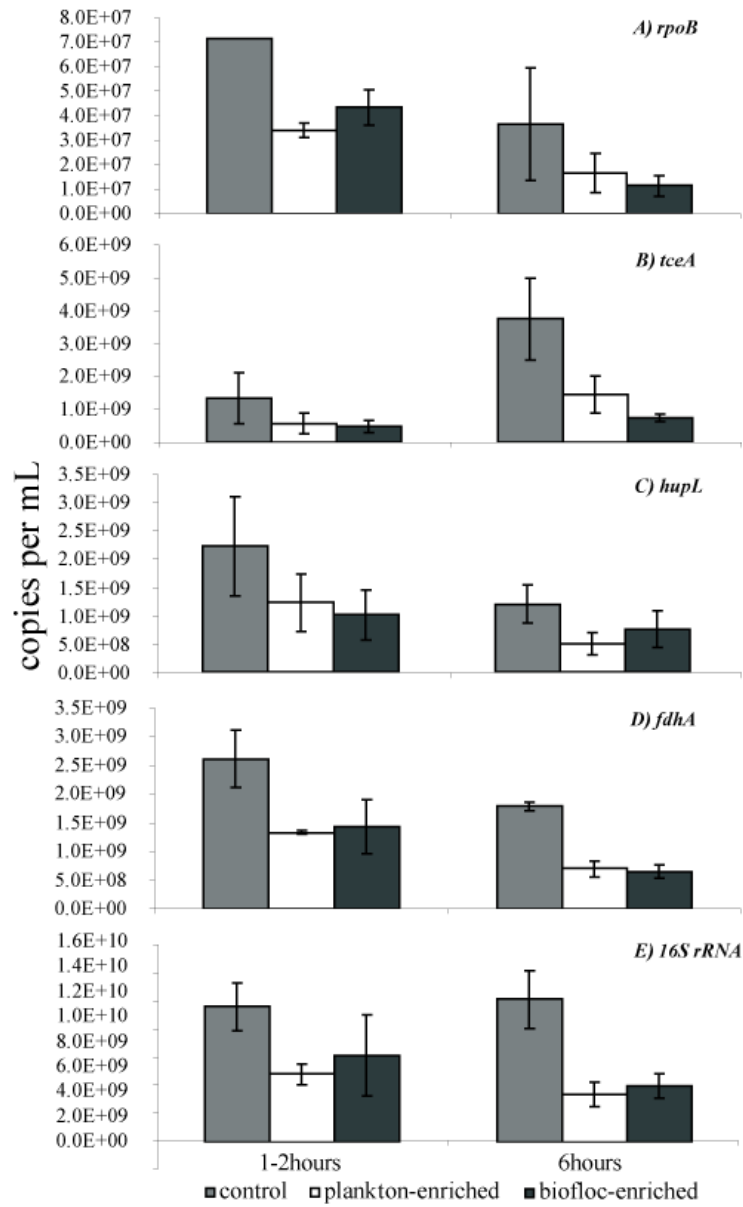 A) rpoB
8.0E+07
7.0E+07
6.0E+07
5.0E+07
4.0E+07
3.0E+07
2.0E+07
1.0E+07
0.0E+00
B) tceA
6.0E+09
5.0E+09
4.0E+09
3.0E+09
2.0E+09
1.0E+09
0.0E+00
copies per mL
C) hupL
3.5E+09
3.0E+09
2.5E+09
2.0E+09
1.5E+09
1.0E+09
5.0E+08
0.0E+00
D) fdhA
3.5E+09
3.0E+09
2.5E+09
2.0E+09
1.5E+09
1.0E+09
5.0E+08
0.0E+00
E) 16S rRNA
1.6E+10
1.4E+10
1.2E+10
1.0E+10
8.0E+09
6.0E+09
4.0E+09
2.0E+09
0.0E+00
1-2hours 6hours
control plankton-enriched biofloc-enriched